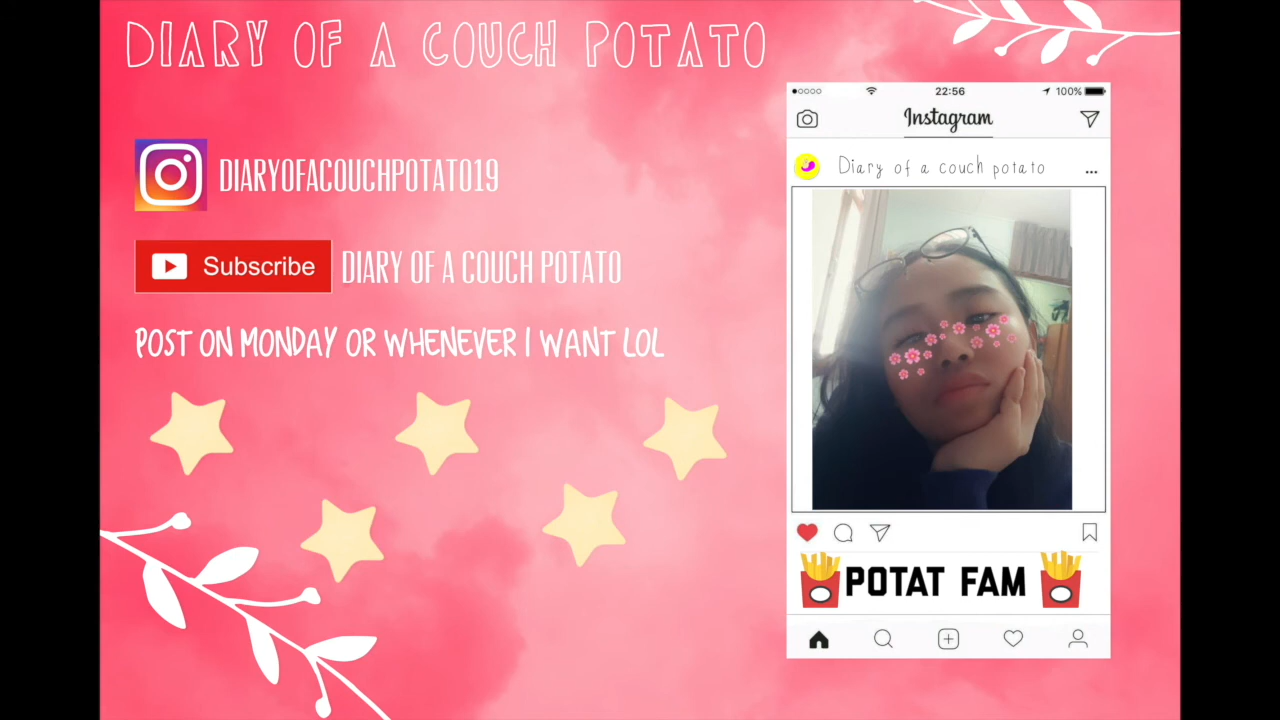 DIARY OF A COUCH POTATO
DIARYOFACOUCHPOTATO19
Subscribe DIARY OF A COUCH POTATO
POST ON MONDAY OR WHENEVER I WANT LOL
22:56 100%
Instagram
Diary of a couch potato
POTAT FAM